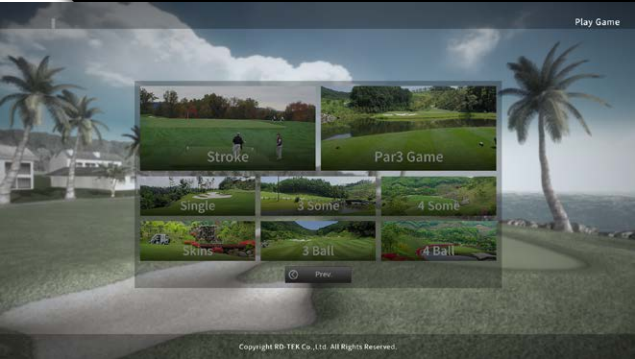 Play Game
Stroke
Par3 Game
Single
3 Some
4 Some
Skins
3 Ball
4 Ball
Prev.
Copyright RD-TEK Co.,Ltd. All Rights Reserved.